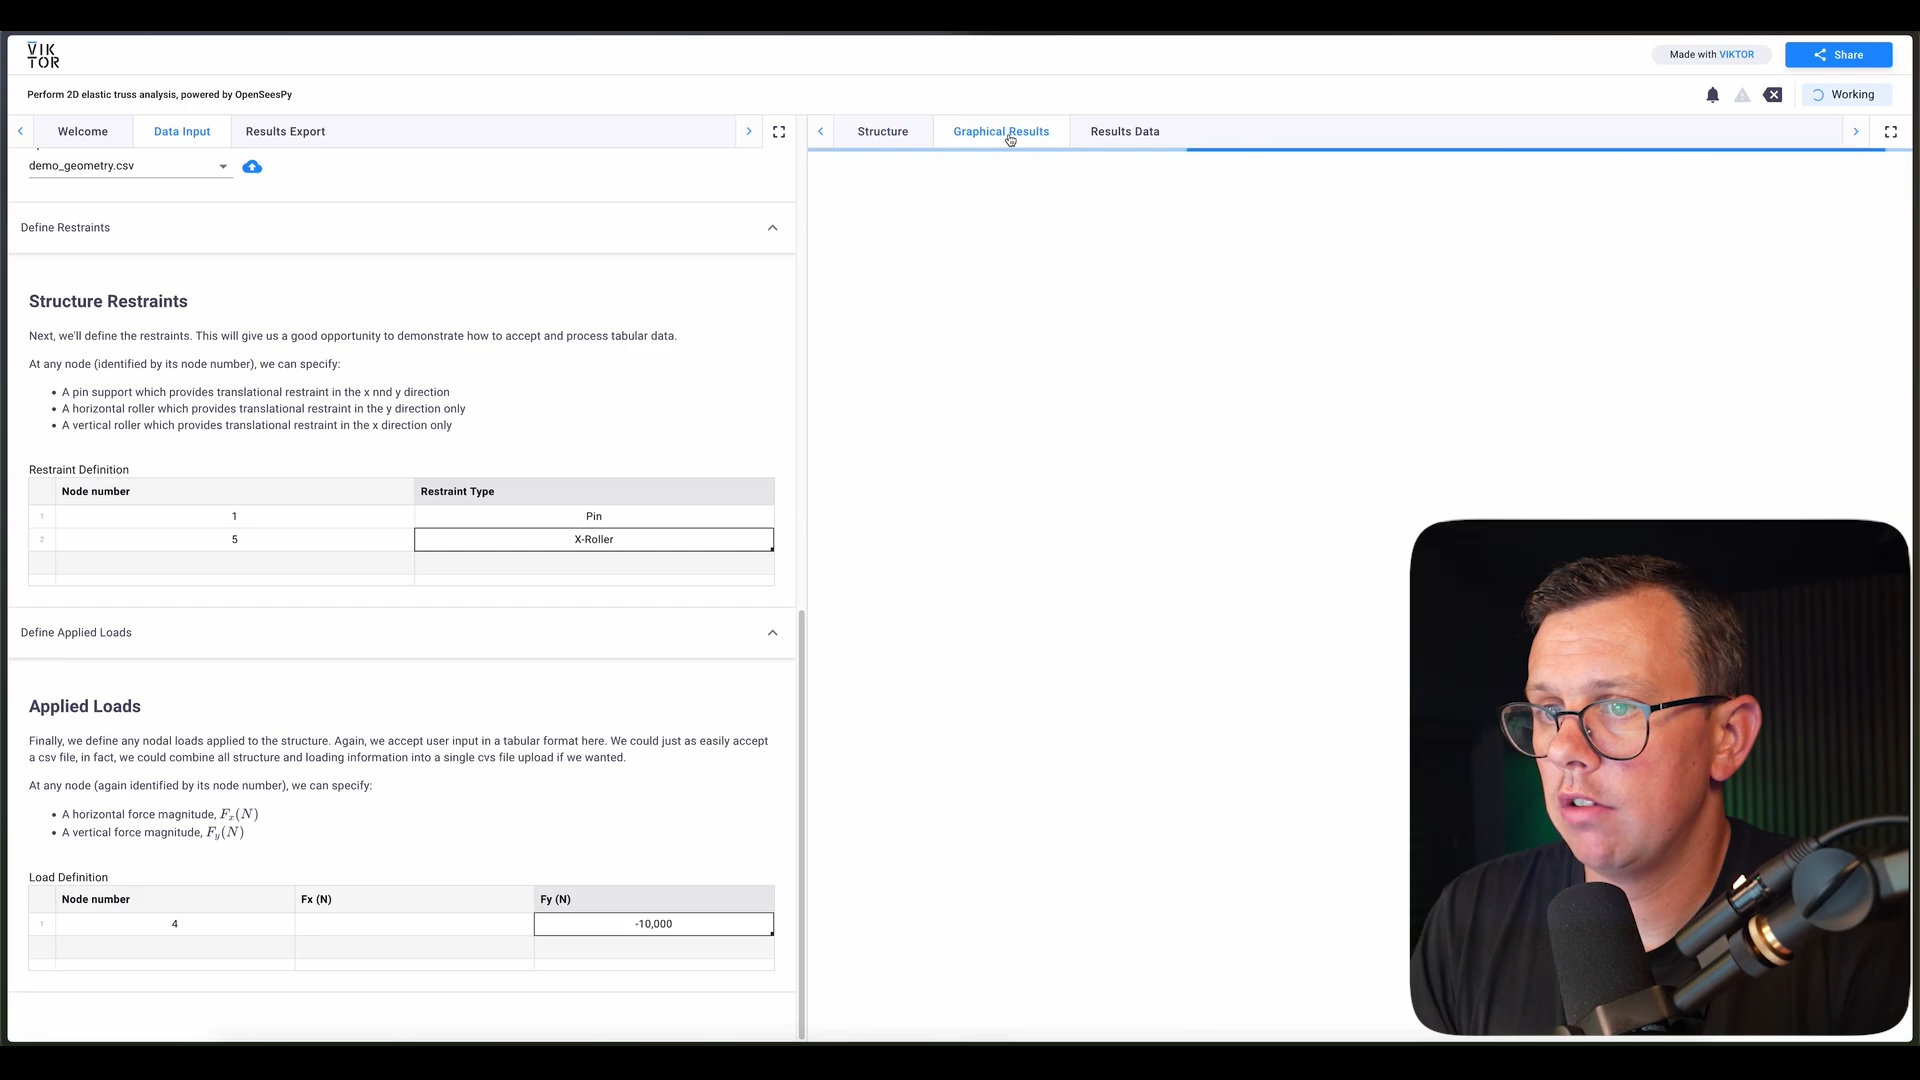 VIK
TOR
Made with VIKTOR
Share
Perform 2D elastic truss analysis, powered by OpenSeesPy
Working
Welcome
Data Input
Results Export
Structure
Graphical Results
Results Data
demo_geometry.csv
Define Restraints
Structure Restraints
Next, we'll define the restraints. This will give us a good opportunity to demonstrate how to accept and process tabular data.
At any node (identified by its node number), we can specify:
• A pin support which provides translational restraint in the x nnd y direction
• A horizontal roller which provides translational restraint in the y direction only
• A vertical roller which provides translational restraint in the x direction only
Restraint Definition
Node number Restraint Type
1 1 Pin
2 5 X-Roller
Define Applied Loads
Applied Loads
Finally, we define any nodal loads applied to the structure. Again, we accept user input in a tabular format here. We could just as easily accept
a csv file, in fact, we could combine all structure and loading information into a single cvs file upload if we wanted.
At any node (again identified by its node number), we can specify:
• A horizontal force magnitude, Fx(N)
• A vertical force magnitude, Fy(N)
Load Definition
Node number Fx (N) Fy (N)
1 4 -10,000